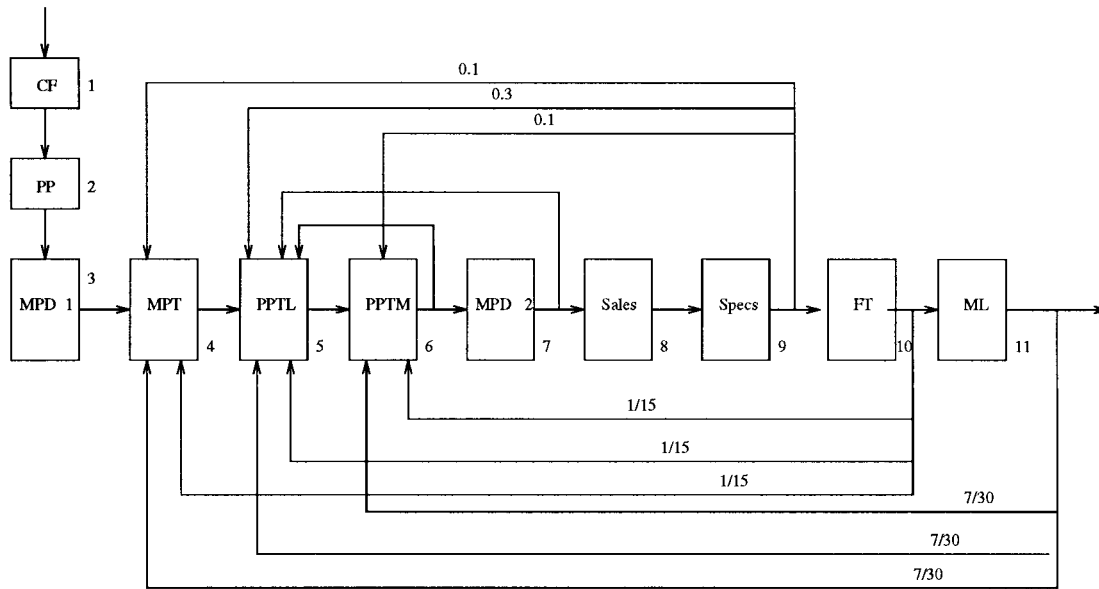 CF 1
0.1
0.3
0.1
PP 2
3
MPD 1
MPT
PPTL
PPTM
MPD 2
Sales
Specs
FT
ML
4
5
6
7
8
9
10
11
1/15
1/15
1/15
7/30
7/30
7/30